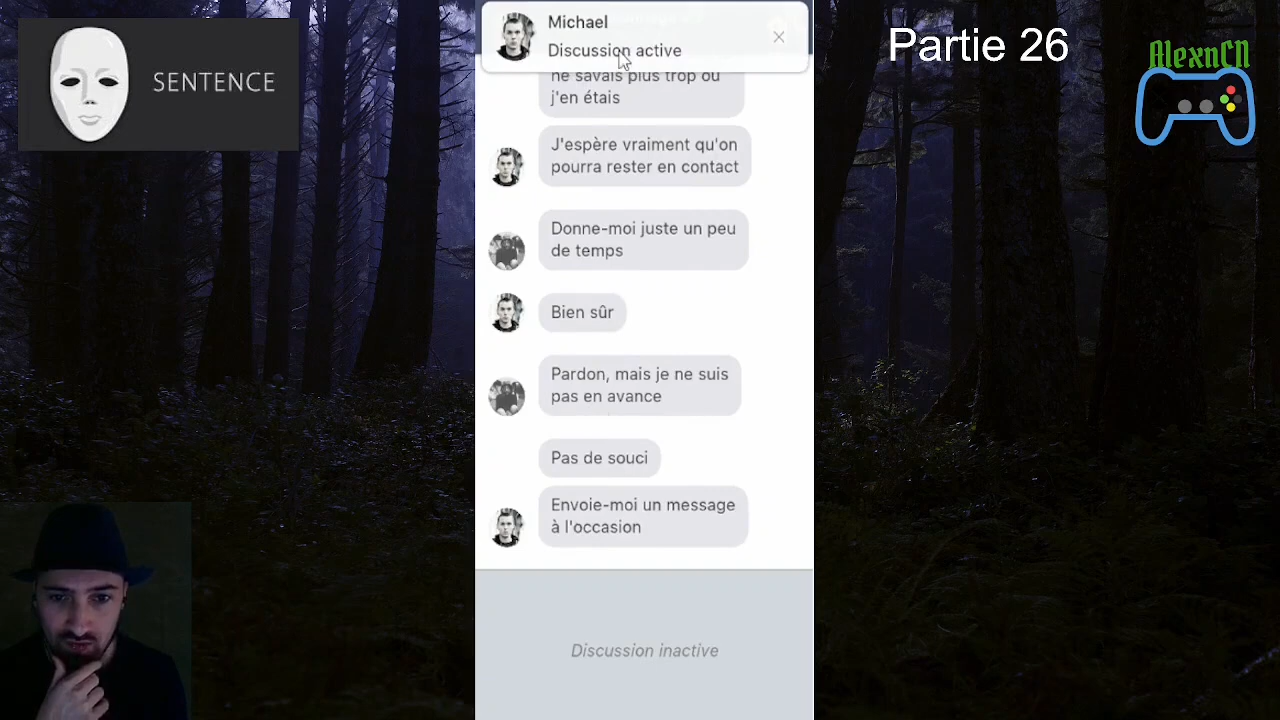 SENTENCE
Michael
Discussion active
Partie 26
AlexnCN
ne savais plus trop où
j'en étais
J'espère vraiment qu'on
pourra rester en contact
Donne-moi juste un peu
de temps
Bien sûr
Pardon, mais je ne suis
pas en avance
Pas de souci
Envoie-moi un message
à l'occasion
Discussion inactive